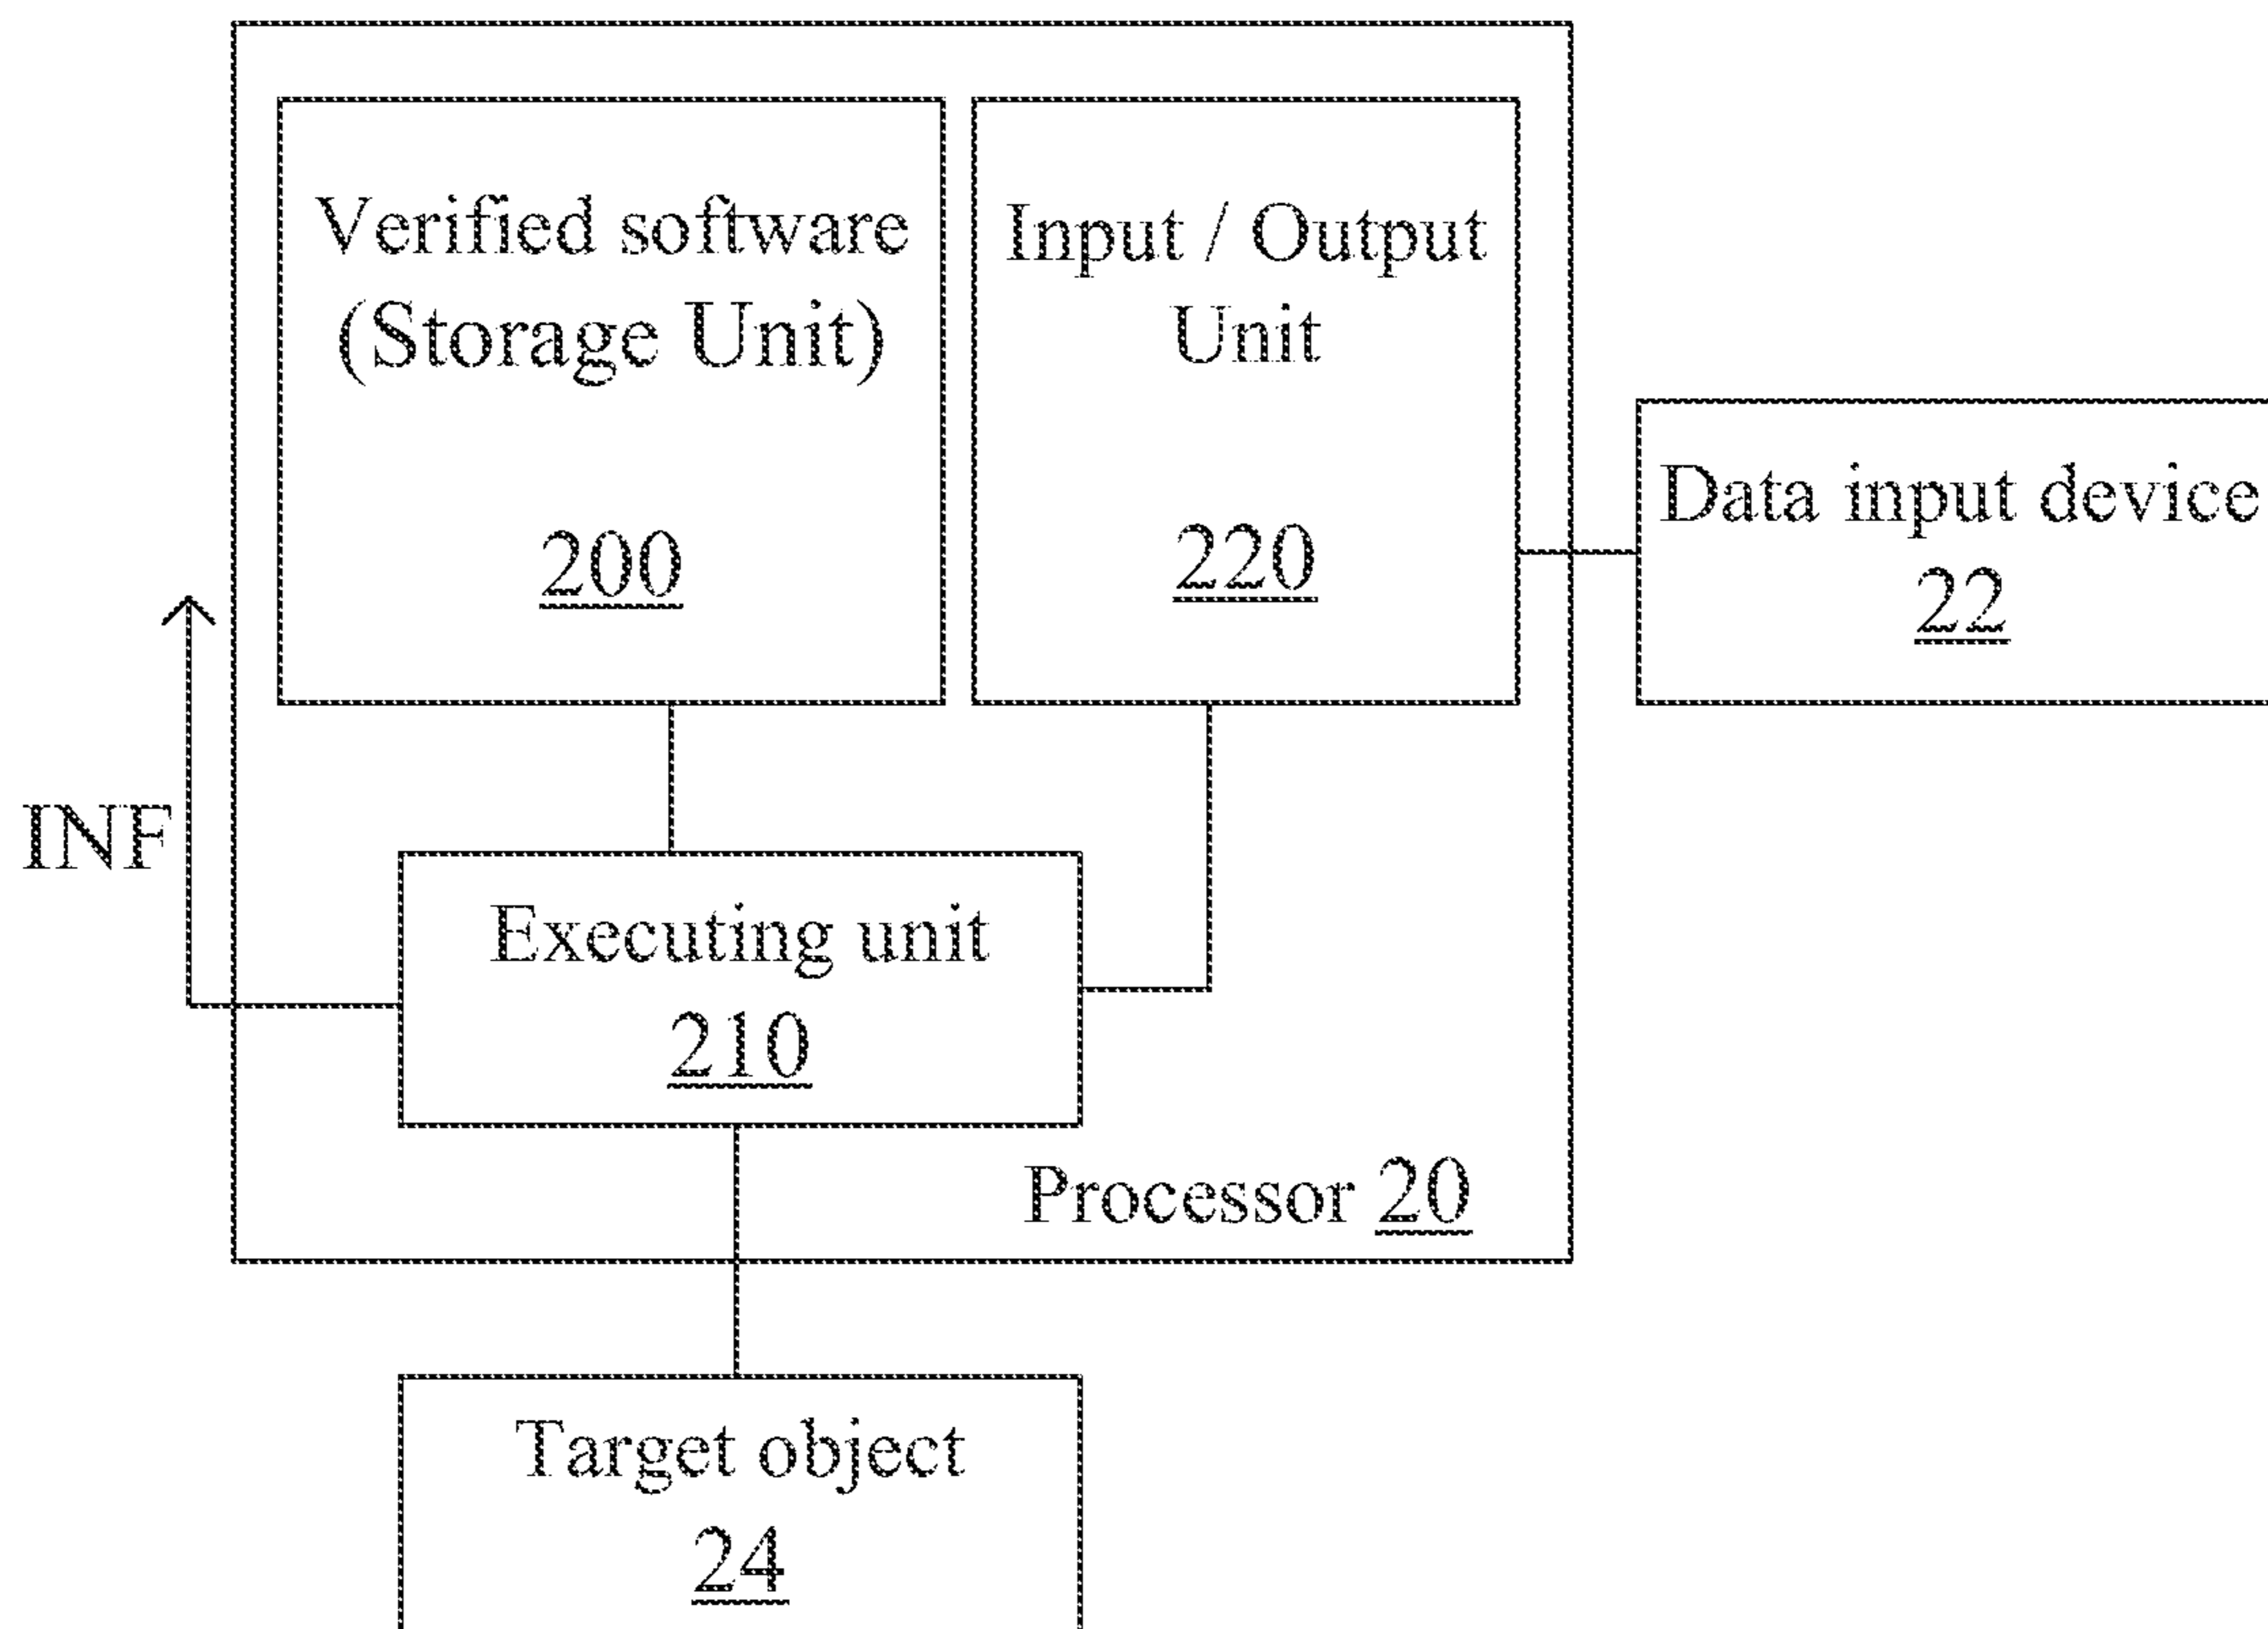 Verified software
(Storage Unit)
200
Input / Output
Unit
220
Data input device
22
INF
Executing unit
210
Processor 20
Target object
24